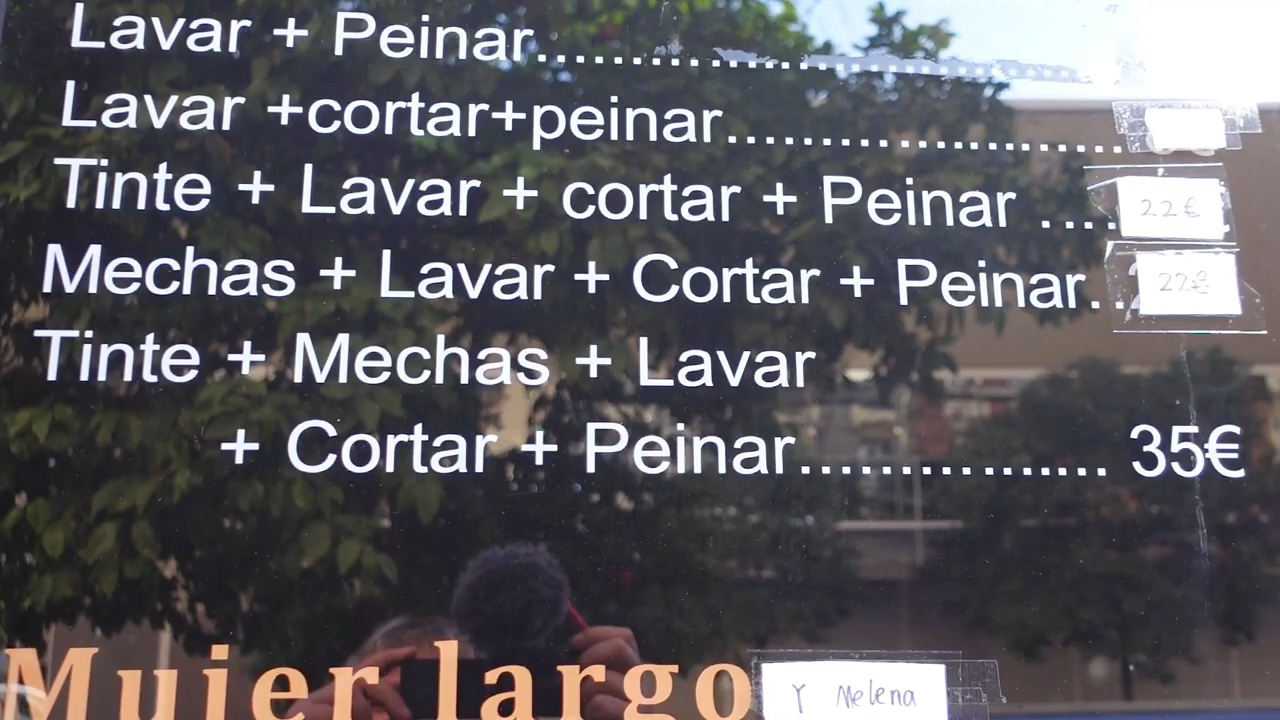 Lavar + Peinar..............................
Lavar +cortar+peinar......................
Tinte + Lavar + cortar + Peinar .... 22€
Mechas + Lavar + Cortar + Peinar.. 27€
Tinte + Mechas + Lavar
+ Cortar + Peinar................ 35€
Mujer largo Y Melena